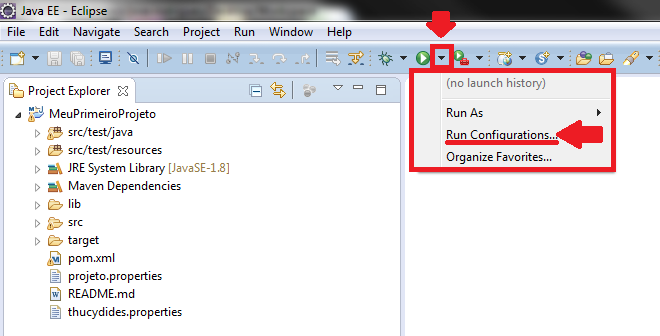 Java EE - Eclipse
File Edit Navigate Search Project Run Window Help
Project Explorer
(no launch history)
Run As
Run Configurations...
Organize Favorites...
MeuPrimeiroProjeto
src/test/java
src/test/resources
JRE System Library [JavaSE-1.8]
Maven Dependencies
lib
src
target
pom.xml
projeto.properties
README.md
thucydides.properties